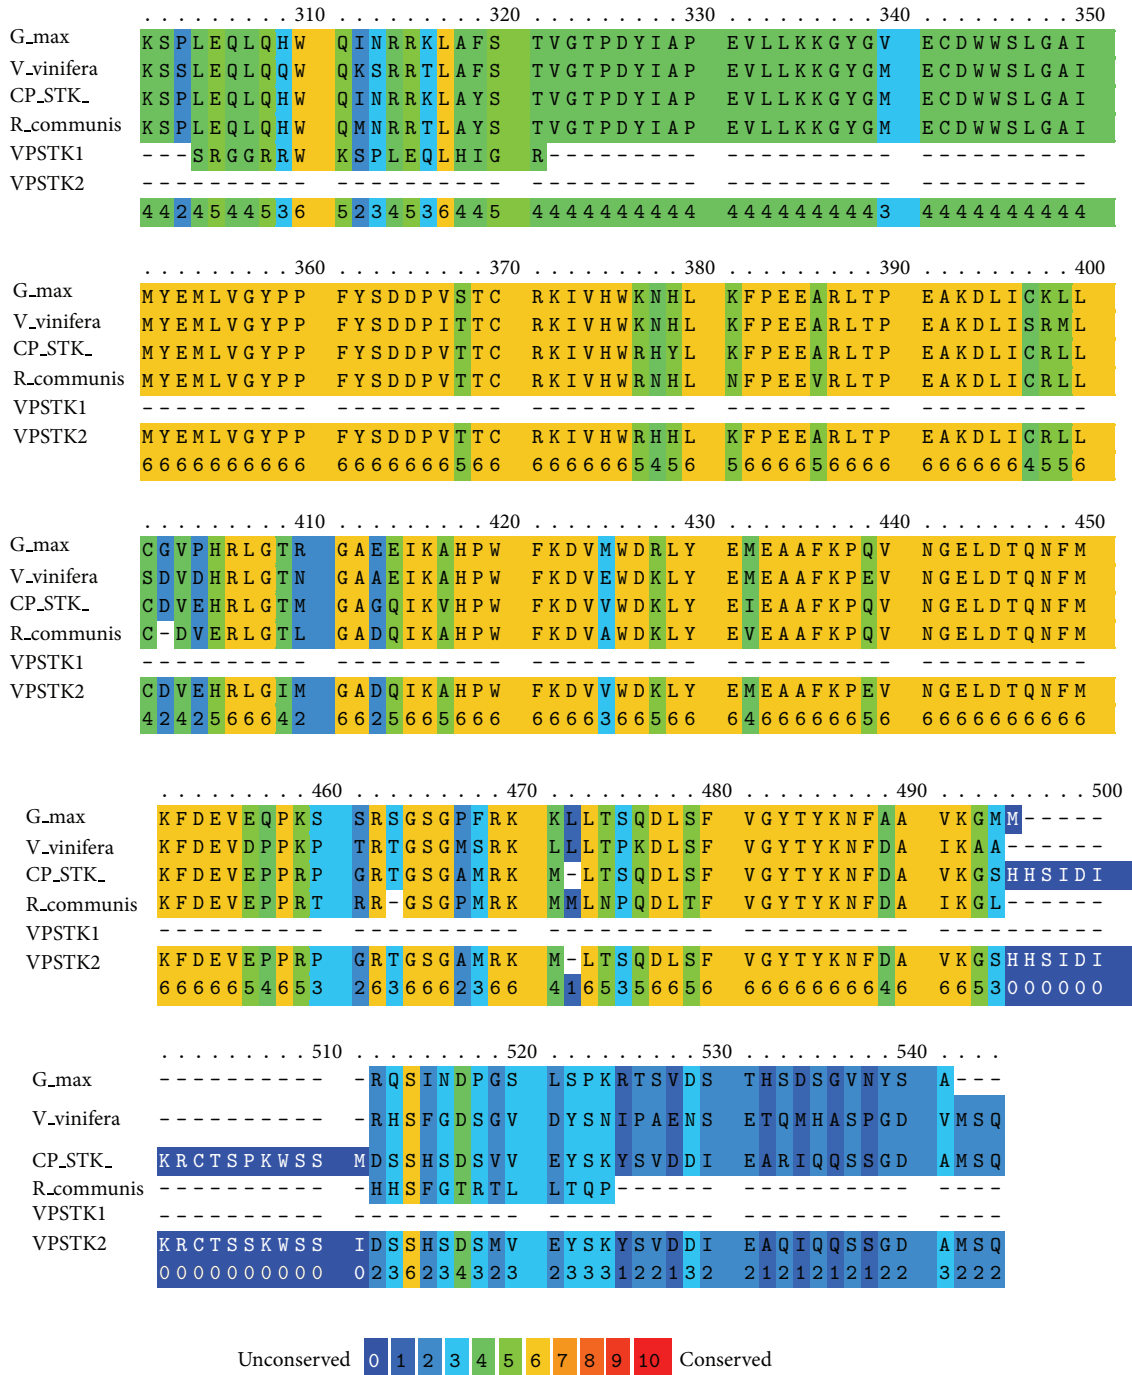 . . . . . . . . . 310 . . . . . . . . . 320 . . . . . . . . . 330 . . . . . . . . . 340 . . . . . . . . . 350
G_max KSPLEQLQHW QINRRKLAFS TVGTPDYIAP EVLLKKGYGV ECDWWSLGAI
V_vinifera KSSLEQLQQW QKSRRTLAFS TVGTPDYIAP EVLLKKGYGM ECDWWSLGAI
CP_STK_ KSPLEQLQHW QINRRKLAYS TVGTPDYIAP EVLLKKGYGM ECDWWSLGAI
R_communis KSPLEQLQHW QMNRRTLAYS TVGTPDYIAP EVLLKKGYGM ECDWWSLGAI
VPSTK1 ---SRGGRRW KSPLEQLHIG R--------- ---------- ----------
VPSTK2 ---------- ---------- ---------- ---------- ----------
4424544536 5234536445 4444444444 4444444443 4444444444
. . . . . . . . . 360 . . . . . . . . . 370 . . . . . . . . . 380 . . . . . . . . . 390 . . . . . . . . . 400
G_max MYEMLVGYPP FYSDDPVSTC RKIVHWKNHL KFPEEARLTP EAKDLICKLL
V_vinifera MYEMLVGYPP FYSDDPITTC RKIVHWKNHL KFPEEARLTP EAKDLISRML
CP_STK_ MYEMLVGYPP FYSDDPVTTC RKIVHWRHYL KFPEEARLTP EAKDLICRLL
R_communis MYEMLVGYPP FYSDDPVTTC RKIVHWRNHL NFPEEVRLTP EAKDLICRLL
VPSTK1 ---------- ---------- ---------- ---------- ----------
VPSTK2 MYEMLVGYPP FYSDDPVTTC RKIVHWRHHL KFPEEARLTP EAKDLICRLL
6666666666 6666666566 6666665456 5666656666 6666664556
. . . . . . . . . 410 . . . . . . . . . 420 . . . . . . . . . 430 . . . . . . . . . 440 . . . . . . . . . 450
G_max CGVPHRLGTR GAEEIKAHPW FKDVMWDRLY EMEAAFKPQV NGELDTQNFM
V_vinifera SDVDHRLGTN GAAEIKAHPW FKDVEWDKLY EMEAAFKPEV NGELDTQNFM
CP_STK_ CDVEHRLGTM GAGQIKVHPW FKDVVWDKLY EIEAAFKPQV NGELDTQNFM
R_communis C-DVERLGTL GADQIKAHPW FKDVAWDKLY EVEAAFKPQV NGELDTQNFM
VPSTK1 ---------- ---------- ---------- ---------- ----------
VPSTK2 CDVEHRLGIM GADQIKAHPW FKDVVWDKLY EMEAAFKPEV NGELDTQNFM
4242566642 6625665666 6666366566 6466666656 6666666666
. . . . . . . . . 460 . . . . . . . . . 470 . . . . . . . . . 480 . . . . . . . . . 490 . . . . . . . . . 500
G_max KFDEVEQPKS SRSGSGPFRK KLLTSQDLSF VGYTYKNFAA VKGMM-----
V_vinifera KFDEVDPPKP TRTGSGMSRK LLLTPKDLSF VGYTYKNFDA IKAA------
CP_STK_ KFDEVEPPRP GRTGSGAMRK M-LTSQDLSF VGYTYKNFDA VKGSHHSIDI
R_communis KFDEVEPPRT RR-GSGPMRK MMLNPQDLTF VGYTYKNFDA IKGL------
VPSTK1 ---------- ---------- ---------- ---------- ----------
VPSTK2 KFDEVEPPRP GRTGSGAMRK M-LTSQDLSF VGYTYKNFDA VKGSHHSIDI
6666654653 2636662366 4165356656 6666666646 6653000000
. . . . . . . . . 510 . . . . . . . . . 520 . . . . . . . . . 530 . . . . . . . . . 540 . . . .
G_max ---------- -RQSINDPGS LSPKRTSVDS THSDSGVNYS A---
V_vinifera ---------- -RHSFGDSGV DYSNIPAENS ETQMHASPGD VMSQ
CP_STK_ KRCTSPKWSS MDSSHSDSVV EYSKYSVDDI EARIQQSSGD AMSQ
R_communis ---------- -HHSFGTRTL LTQP------ ---------- ----
VPSTK1 ---------- ---------- ---------- ---------- ----
VPSTK2 KRCTSSKWSS IDSSHSDSMV EYSKYSVDDI EAQIQQSSGD AMSQ
0000000000 0236234323 2333122132 2121212122 3222
Unconserved 0 1 2 3 4 5 6 7 8 9 10 Conserved